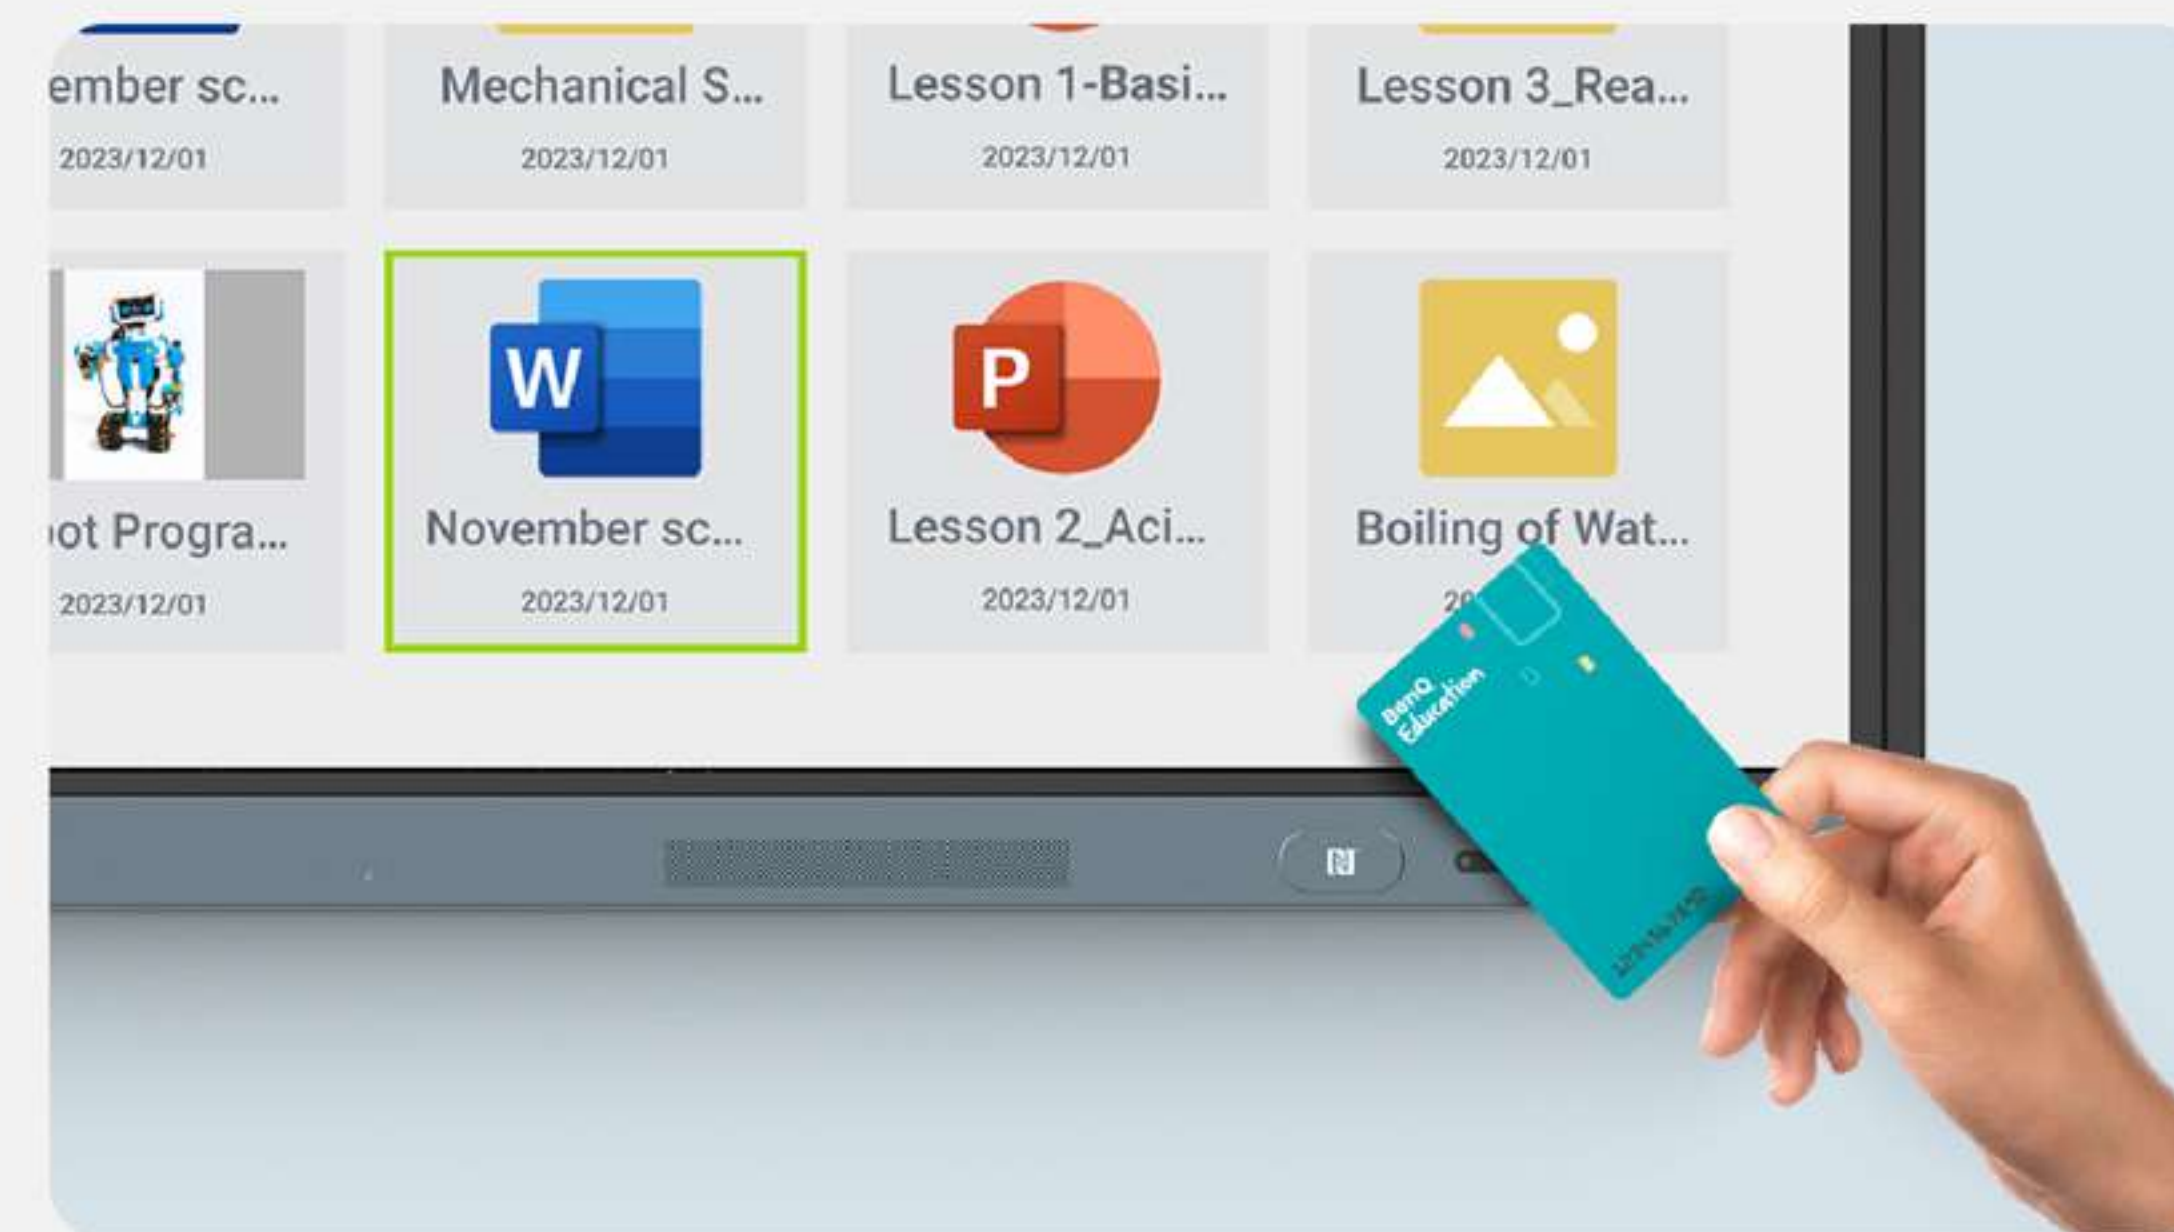 ember sc...
Mechanical S...
Lesson 1-Basi...
Lesson 3_Rea...
2023/12/01
2023/12/01
2023/12/01
2023/12/01
W
P
ot Progra...
November sc...
Lesson 2_Aci...
Boiling of Wat...
2023/12/01
2023/12/01
2023/12/01
20
BenQ
Education